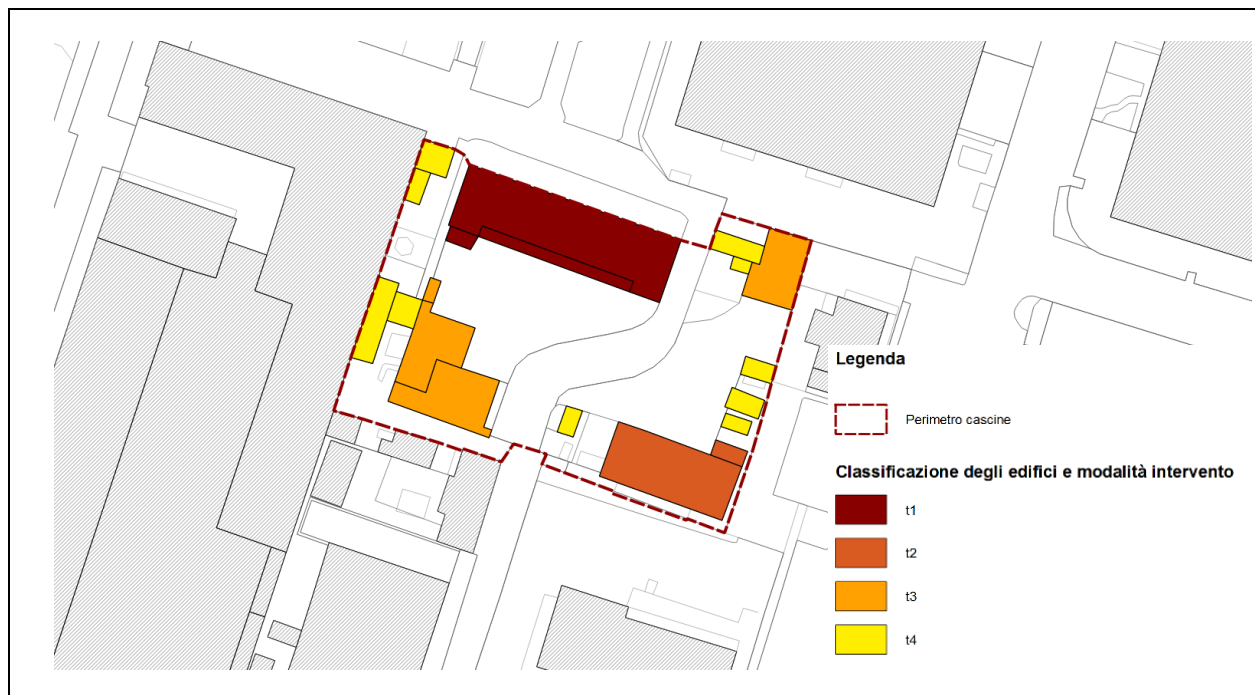 Legenda
Perimetro cascine
Classificazione degli edifici e modalità intervento
t1
t2
t3
t4